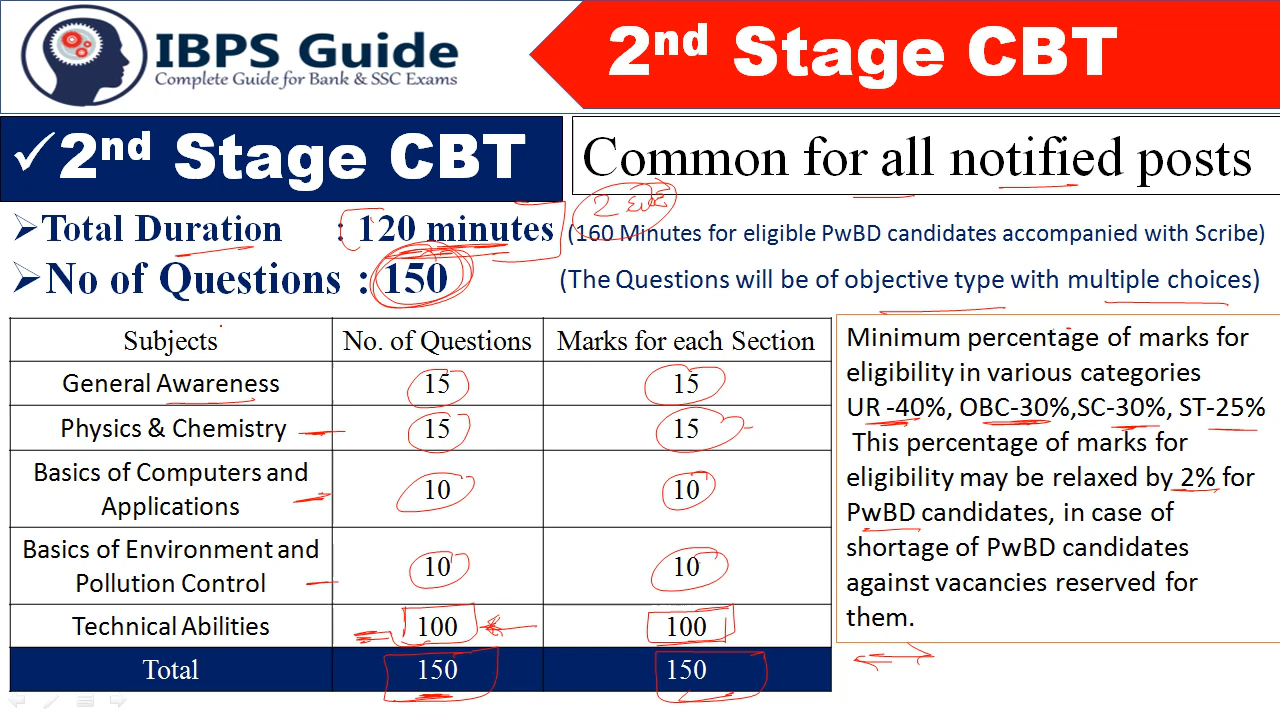 IBPS Guide
Complete Guide for Bank & SSC Exams
2nd Stage CBT
✓2nd Stage CBT
Common for all notified posts
➢Total Duration : 120 minutes (160 Minutes for eligible PwBD candidates accompanied with Scribe)
➢No of Questions : 150 (The Questions will be of objective type with multiple choices)
Subjects No. of Questions Marks for each Section
General Awareness 15 15
Physics & Chemistry 15 15
Basics of Computers and
Applications 10 10
Basics of Environment and
Pollution Control 10 10
Technical Abilities 100 100
Total 150 150
Minimum percentage of marks for
eligibility in various categories
UR -40%, OBC-30%,SC-30%, ST-25%
This percentage of marks for
eligibility may be relaxed by 2% for
PwBD candidates, in case of
shortage of PwBD candidates
against vacancies reserved for
them.